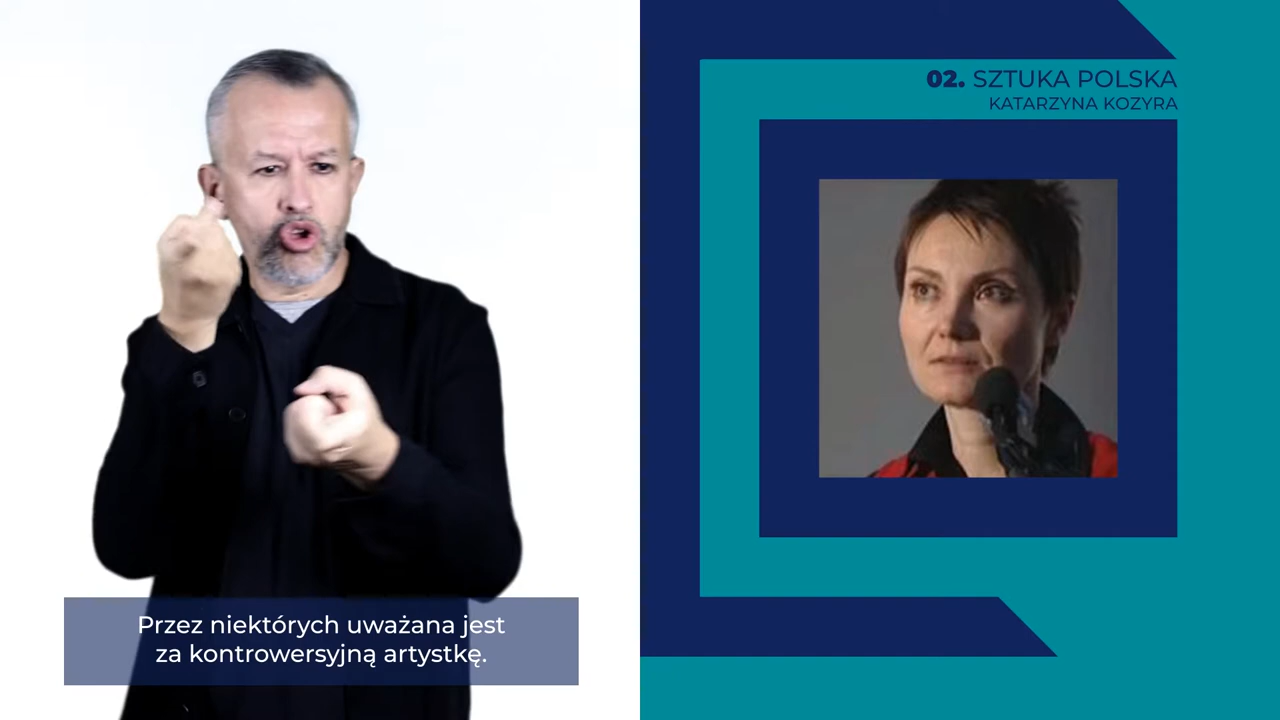 02. SZTUKA POLSKA
KATARZYNA KOZYRA
Przez niektórych uważana jest
za kontrowersyjną artystkę.